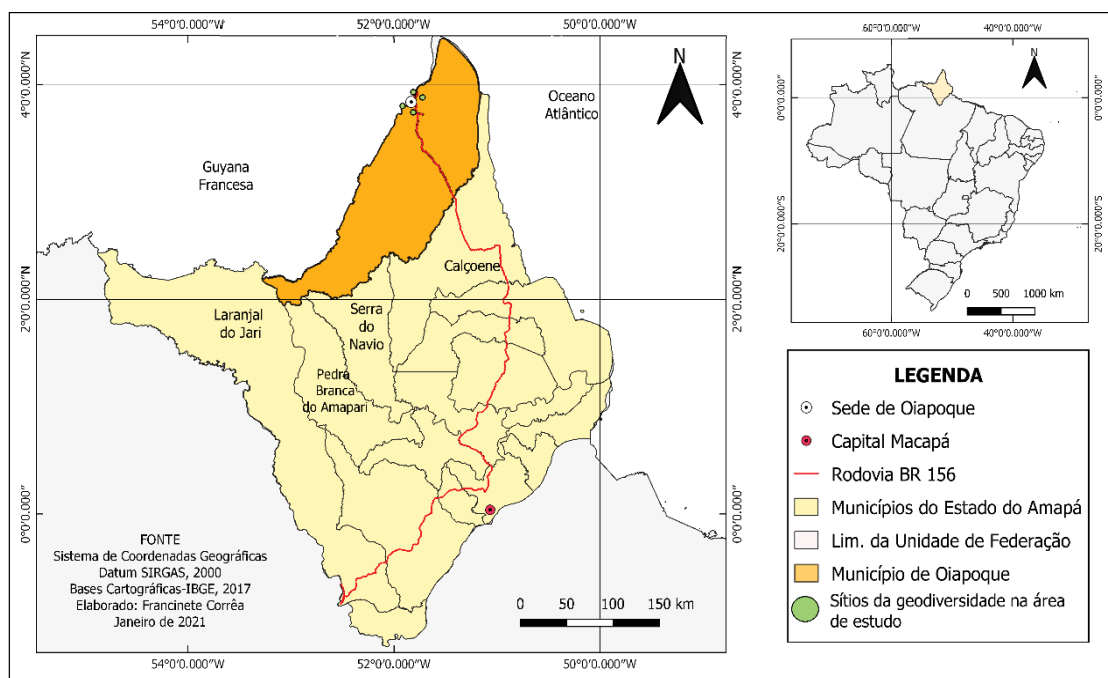 54°0'0.000"W
52°0'0.000"W
50°0'0.000"W
4°0'0.000"N
2°0'0.000"N
0°0'0.000"
4°0'0.000"N
2°0'0.000"N
0°0'0.000"
N
Oceano
Atlântico
Guyana
Francesa
Calçoene
Laranjal
do Jari
Serra
do
Navio
Pedra
Branca
do Amapari
FONTE
Sistema de Coordenadas Geográficas
Datum SIRGAS, 2000
Bases Cartográficas-IBGE, 2017
Elaborado: Francinete Corrêa
Janeiro de 2021
0 50 100 150 km
54°0'0.000"W
52°0'0.000"W
50°0'0.000"W
60°0'0.000"W
40°0'0.000"W
0°0'0.000"
20°0'0.000"S
0°0'0.000"
20°0'0.000"S
N
0 500 1000 km
60°0'0.000"W
40°0'0.000"W
LEGENDA
Sede de Oiapoque
Capital Macapá
Rodovia BR 156
Municípios do Estado do Amapá
Lim. da Unidade de Federação
Município de Oiapoque
Sítios da geodiversidade na área
de estudo